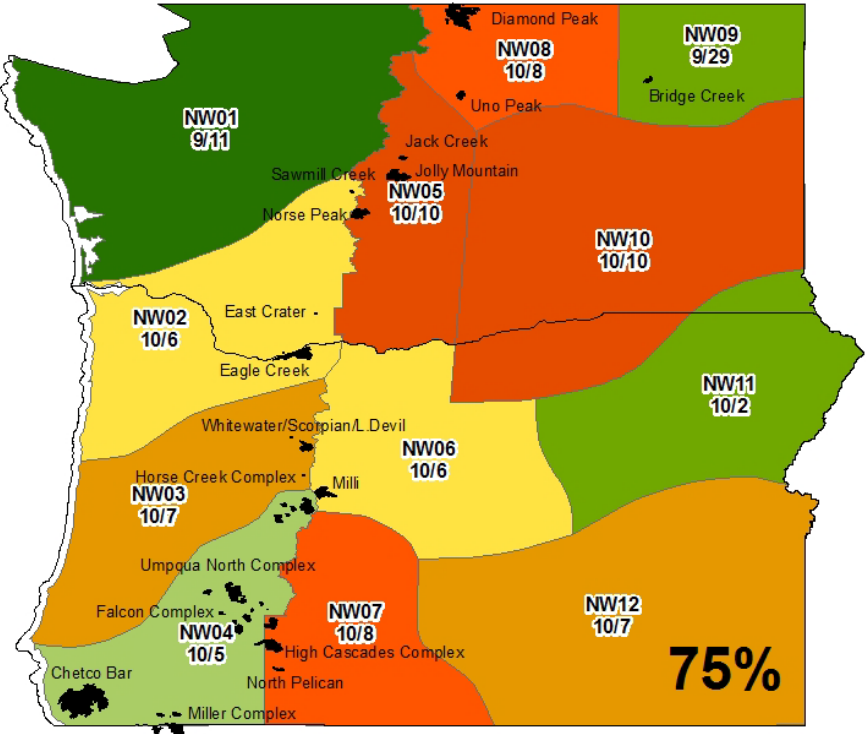 Diamond Peak
NW08
10/8
NW09
9/29
Bridge Creek
Uno Peak
NW01
9/11
Jack Creek
Sawmill Creek
Jolly Mountain
NW05
10/10
Norse Peak
NW10
10/10
East Crater
NW02
10/6
Eagle Creek
NW11
10/2
Whitewater/Scorpian/L.Devil
NW06
10/6
Horse Creek Complex
Milli
NW03
10/7
Umpqua North Complex
Falcon Complex
NW04
10/5
NW07
10/8
NW12
10/7
High Cascades Complex
75%
Chetco Bar
North Pelican
Miller Complex